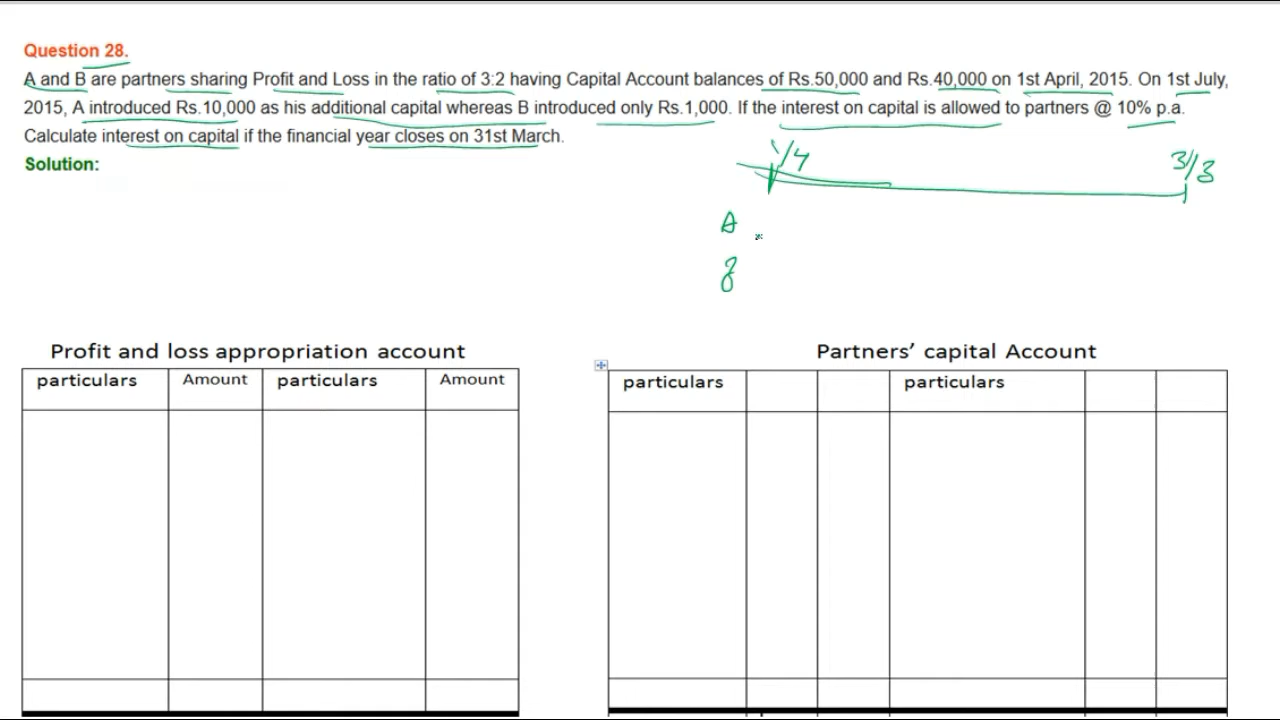 Question 28.
A and B are partners sharing Profit and Loss in the ratio of 3:2 having Capital Account balances of Rs.50,000 and Rs.40,000 on 1st April, 2015. On 1st July,
2015, A introduced Rs.10,000 as his additional capital whereas B introduced only Rs.1,000. If the interest on capital is allowed to partners @ 10% p.a.
Calculate interest on capital if the financial year closes on 31st March.
Solution:
1/4
31/3
A
B
Profit and loss appropriation account
particulars Amount particulars Amount
Partners' capital Account
particulars particulars